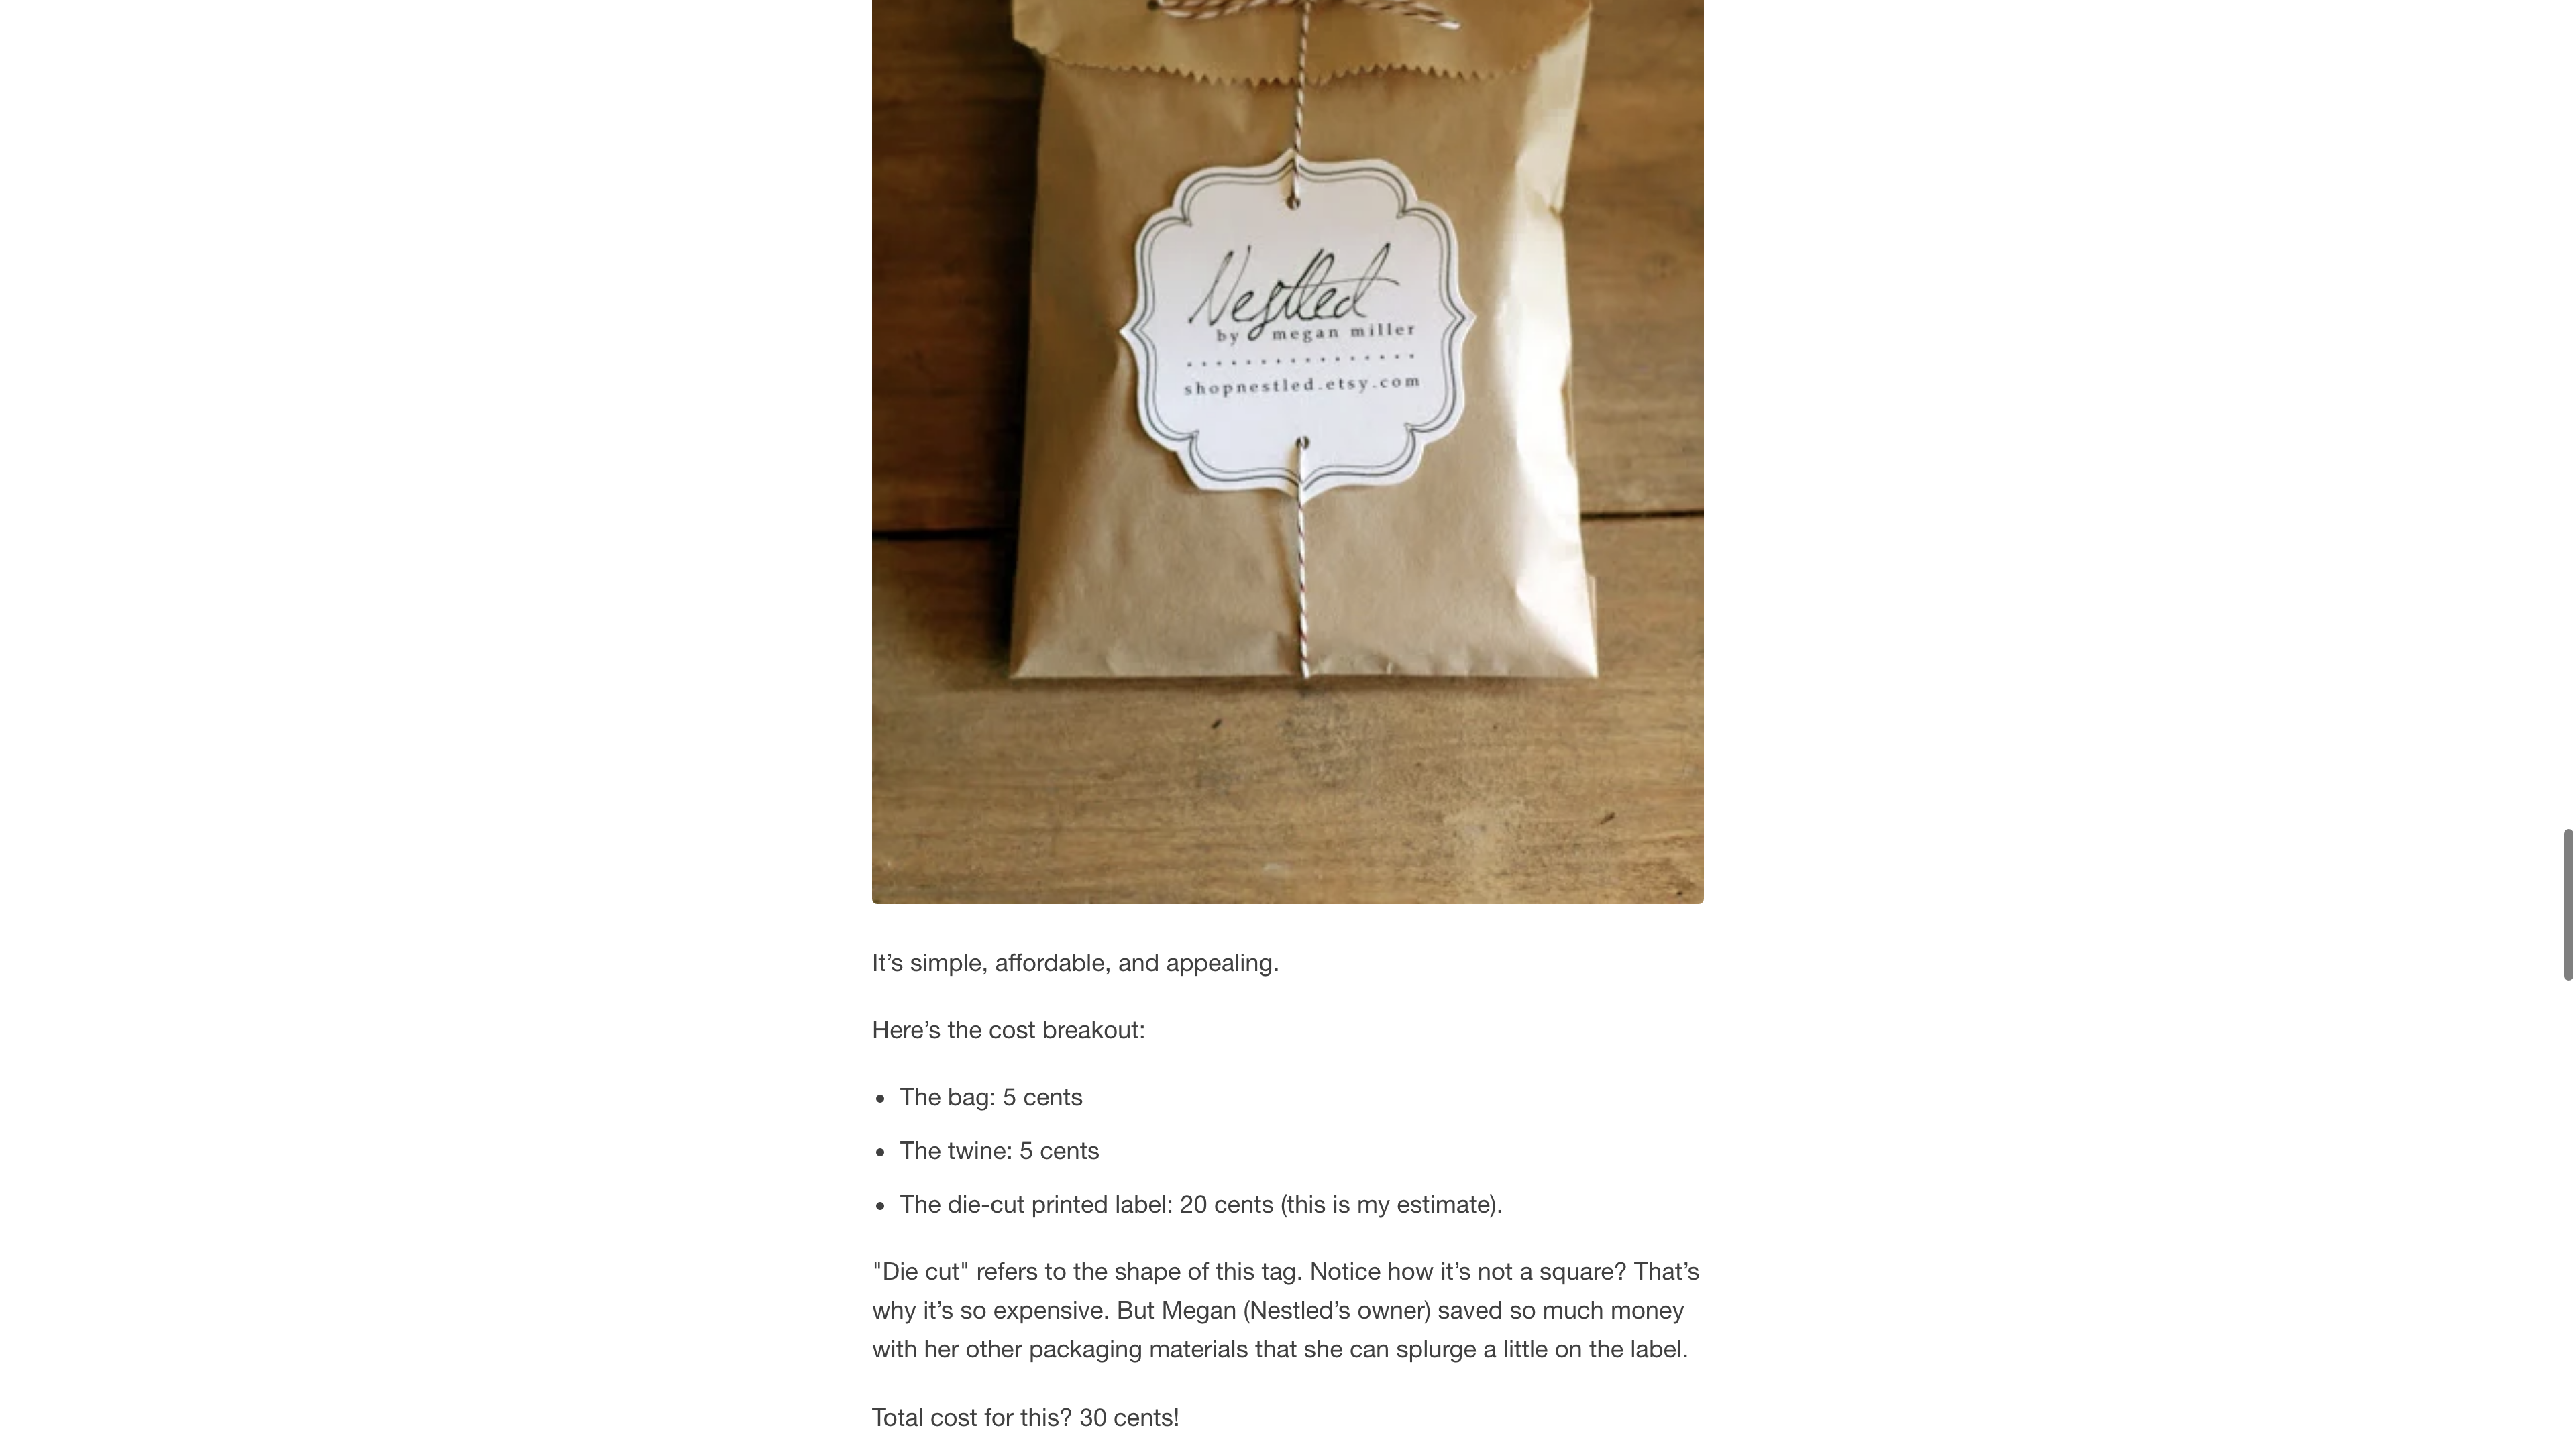 Nestled
by megan miller
shopnestled.etsy.com
It’s simple, affordable, and appealing.
Here’s the cost breakout:
• The bag: 5 cents
• The twine: 5 cents
• The die-cut printed label: 20 cents (this is my estimate).
"Die cut" refers to the shape of this tag. Notice how it’s not a square? That’s
why it’s so expensive. But Megan (Nestled’s owner) saved so much money
with her other packaging materials that she can splurge a little on the label.
Total cost for this? 30 cents!